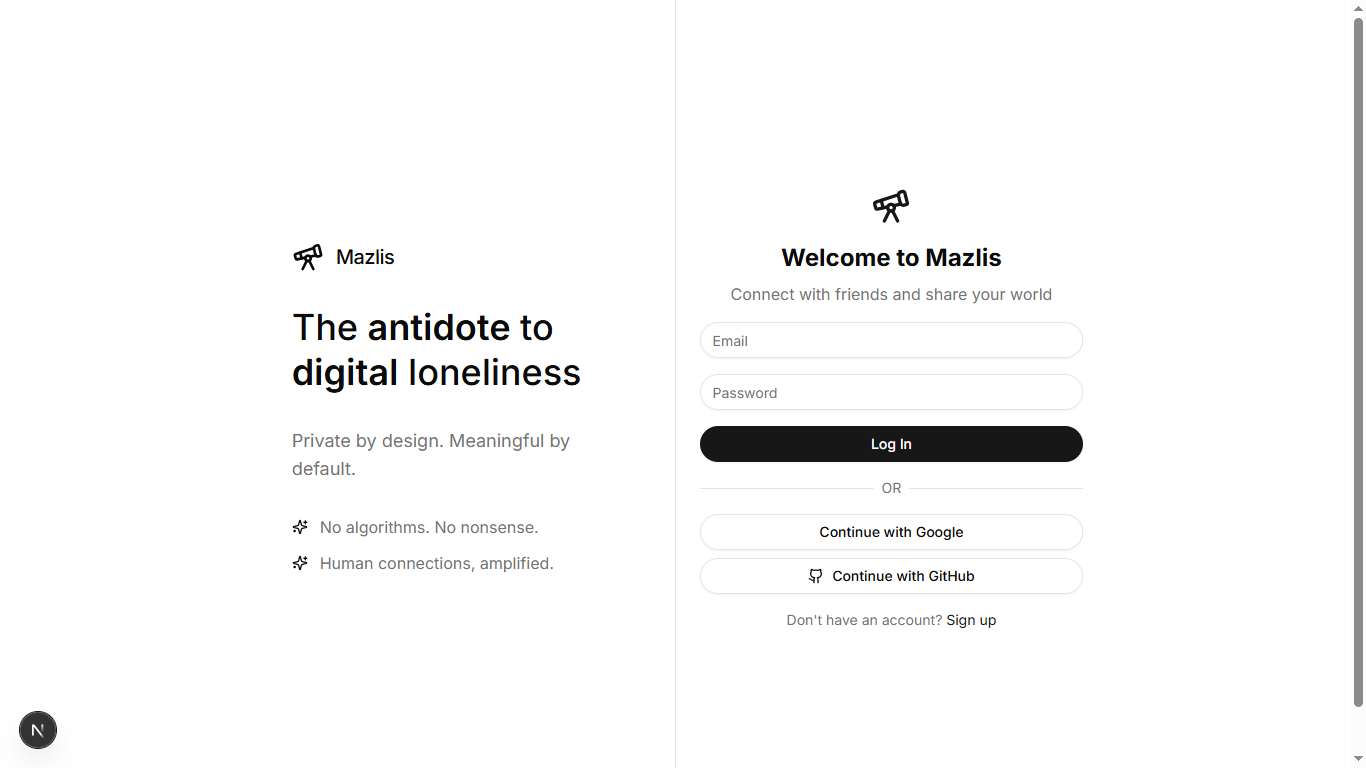 Mazlis
The antidote to
digital loneliness
Private by design. Meaningful by
default.
No algorithms. No nonsense.
Human connections, amplified.
Welcome to Mazlis
Connect with friends and share your world
Email
Password
Log In
OR
Continue with Google
Continue with GitHub
Don't have an account? Sign up
N